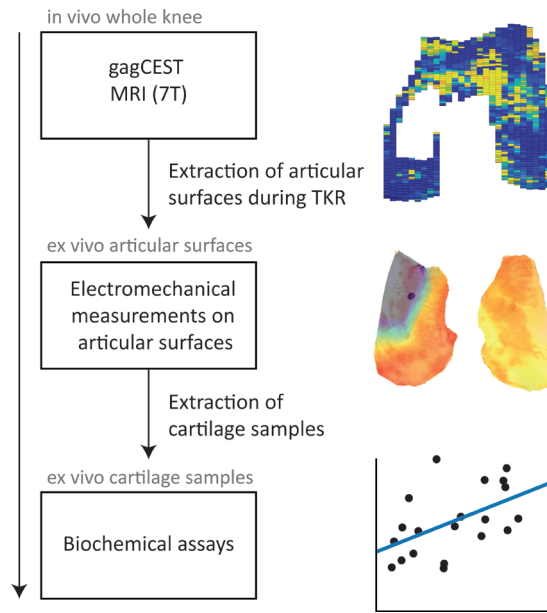 in vivo whole knee
gagCEST
MRI (7T)
Extraction of articular
surfaces during TKR
ex vivo articular surfaces
Electromechanical
measurements on
articular surfaces
Extraction of
cartilage samples
ex vivo cartilage samples
Biochemical assays